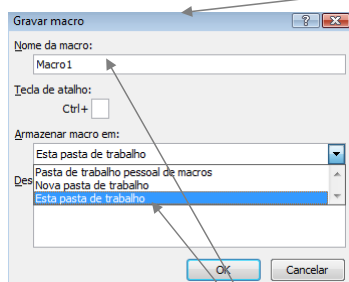 Gravar macro
Nome da macro:
Macro1
Tecla de atalho:
Ctrl+
Armazenar macro em:
Esta pasta de trabalho
Pasta de trabalho pessoal de macros
Des
Nova pasta de trabalho
Esta pasta de trabalho
OK
Cancelar